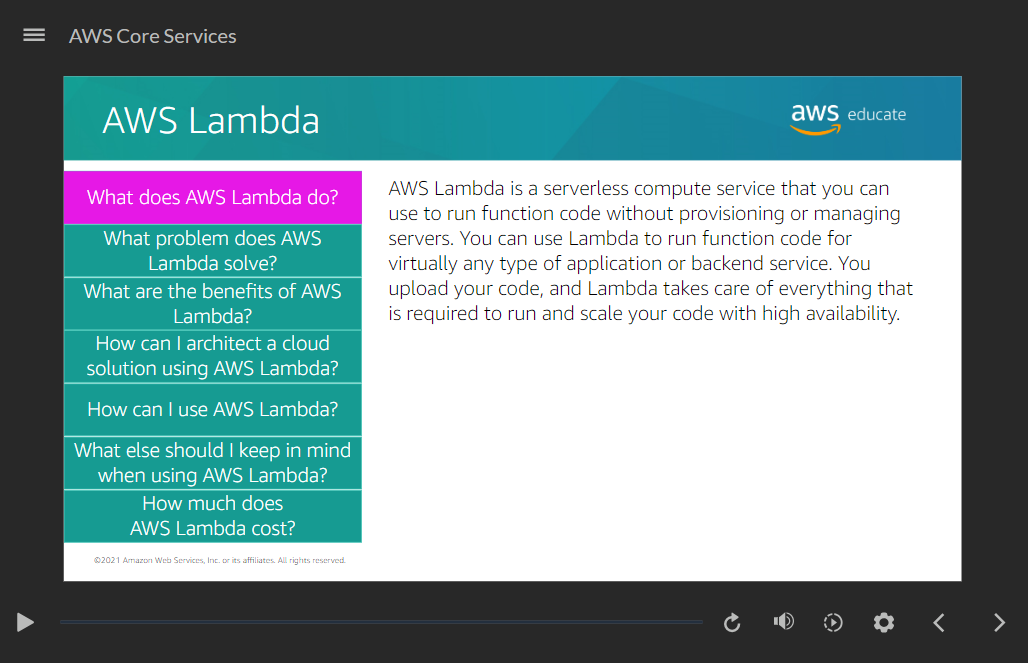 AWS Core Services
AWS Lambda
aws educate
What does AWS Lambda do?
What problem does AWS
Lambda solve?
What are the benefits of AWS
Lambda?
How can I architect a cloud
solution using AWS Lambda?
How can I use AWS Lambda?
What else should I keep in mind
when using AWS Lambda?
How much does
AWS Lambda cost?
AWS Lambda is a serverless compute service that you can
use to run function code without provisioning or managing
servers. You can use Lambda to run function code for
virtually any type of application or backend service. You
upload your code, and Lambda takes care of everything that
is required to run and scale your code with high availability.
©2021 Amazon Web Services, Inc. or its affiliates. All rights reserved.